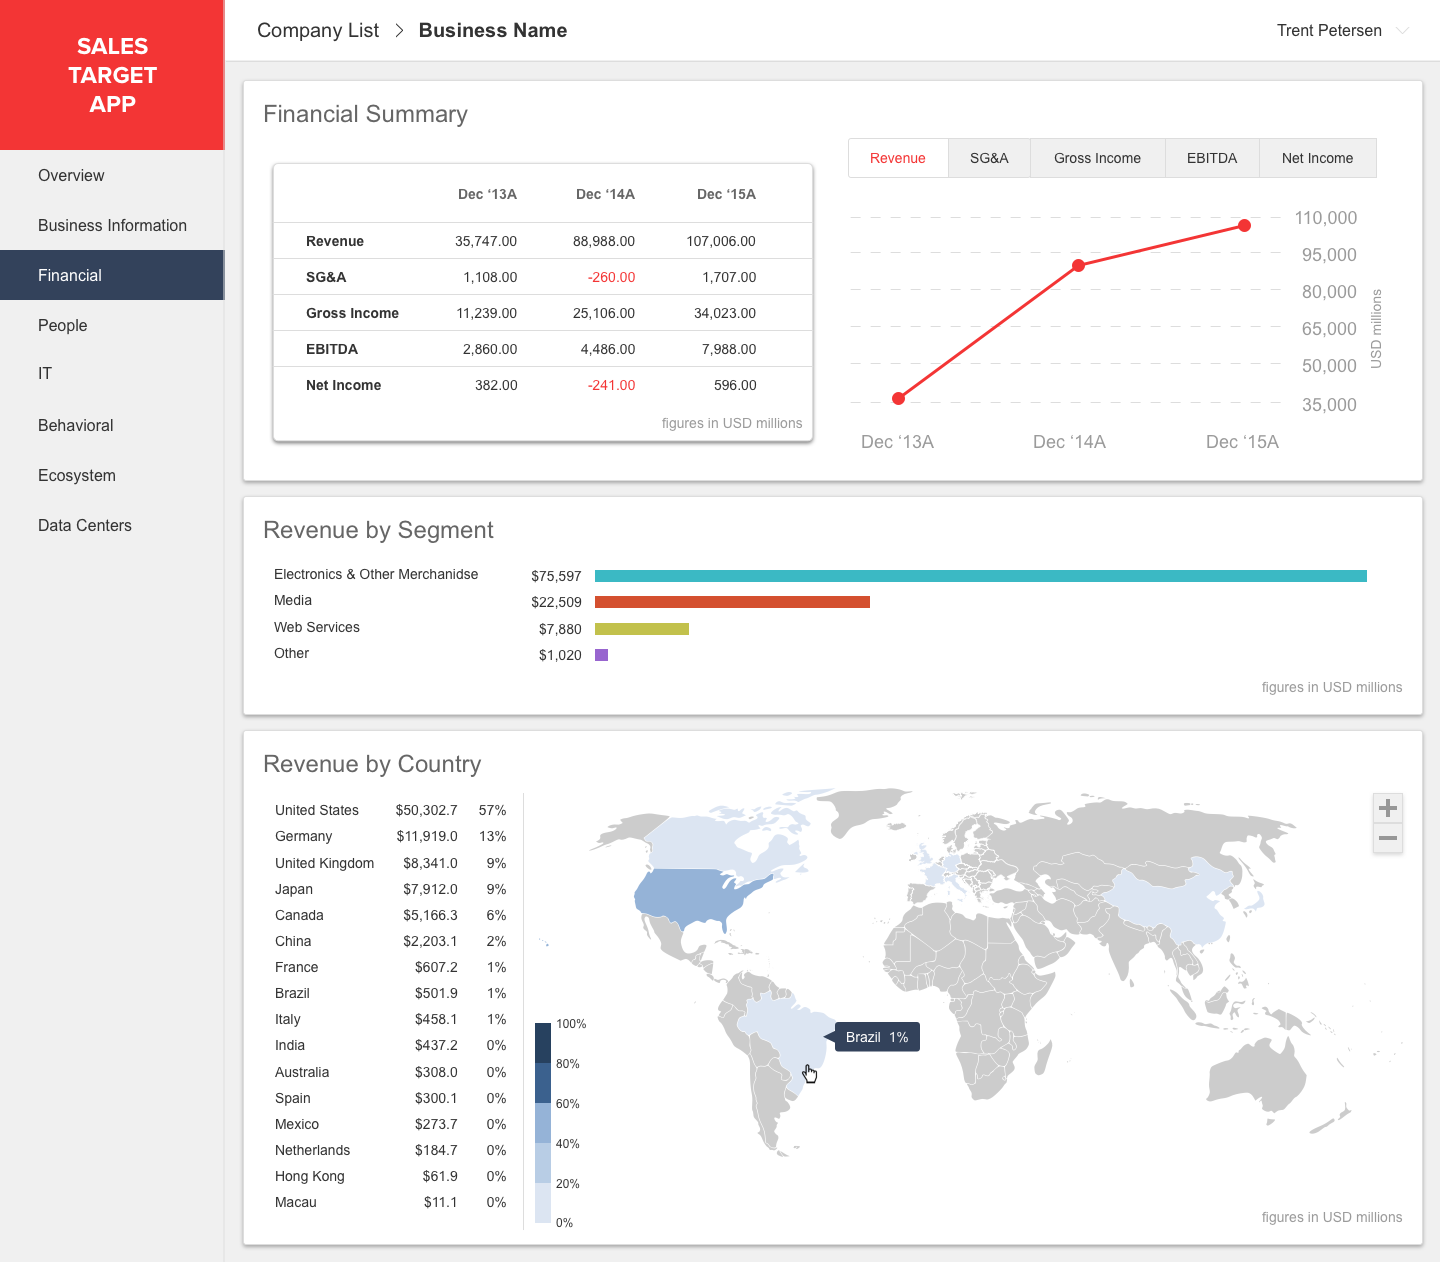 SALES
TARGET
APP
Company List > Business Name
Trent Petersen
Overview
Business Information
Financial
People
IT
Behavioral
Ecosystem
Data Centers
Financial Summary
Dec ‘13A Dec ‘14A Dec ‘15A
Revenue 35,747.00 88,988.00 107,006.00
SG&A 1,108.00 -260.00 1,707.00
Gross Income 11,239.00 25,106.00 34,023.00
EBITDA 2,860.00 4,486.00 7,988.00
Net Income 382.00 -241.00 596.00
figures in USD millions
Revenue SG&A Gross Income EBITDA Net Income
110,000
95,000
80,000
65,000
50,000
35,000
USD millions
Dec ‘13A Dec ‘14A Dec ‘15A
Revenue by Segment
Electronics & Other Merchanidse $75,597
Media $22,509
Web Services $7,880
Other $1,020
figures in USD millions
Revenue by Country
United States $50,302.7 57%
Germany $11,919.0 13%
United Kingdom $8,341.0 9%
Japan $7,912.0 9%
Canada $5,166.3 6%
China $2,203.1 2%
France $607.2 1%
Brazil $501.9 1%
Italy $458.1 1%
India $437.2 0%
Australia $308.0 0%
Spain $300.1 0%
Mexico $273.7 0%
Netherlands $184.7 0%
Hong Kong $61.9 0%
Macau $11.1 0%
100%
80%
60%
40%
20%
0%
Brazil 1%
+
−
figures in USD millions